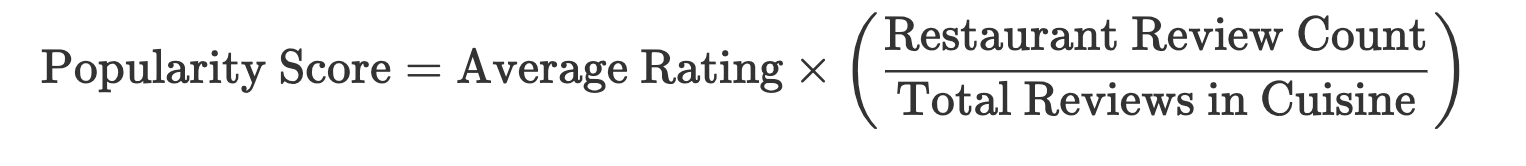 Popularity Score = Average Rating × (Restaurant Review Count / Total Reviews in Cuisine)